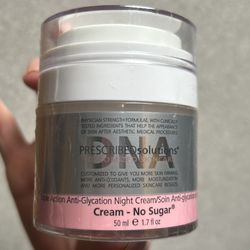 PHYSICIAN STRENGTH FORMULAE, WITH CLINICALLY
TESTED INGREDIENTS THAT HELP THE APPEARANCE
OF SKIN AFTER AESTHETIC MEDICAL PROCEDURES
DNA
PRESCRIBEDsolutions®
CUSTOMIZED TO GIVE YOU MORE SKIN FIRMING,
MORE ANTI-OXIDANTS, MORE MOISTURIZATION
AND MORE PERSONALIZED SKINCARE RESULTS.
Action Anti-Glycation Night Cream/Soin Anti-glycation
Cream - No Sugar®
50 ml ℮ 1.7 fl.oz